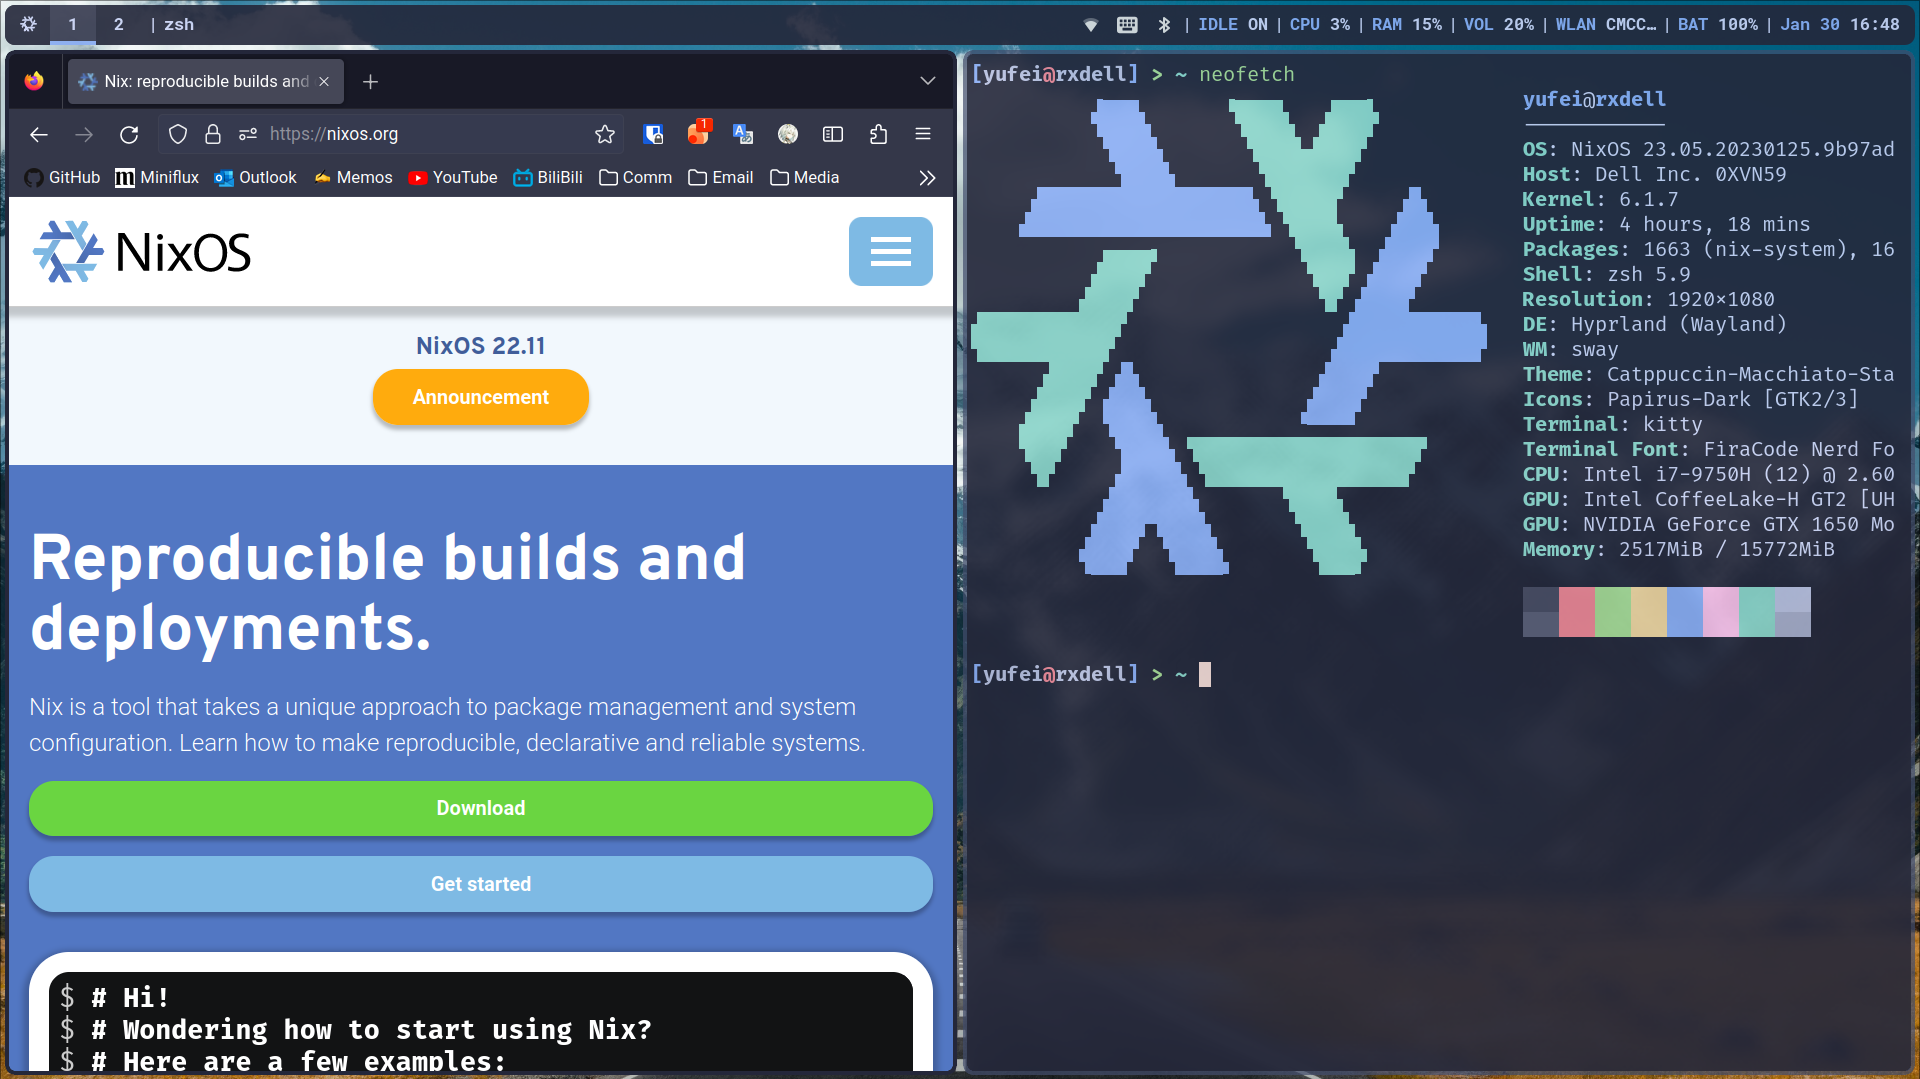 1 2 | zsh | IDLE ON | CPU 3% | RAM 15% | VOL 20% | WLAN CMCC… | BAT 100% | Jan 30 16:48
Nix: reproducible builds and
https://nixos.org
1
GitHub Miniflux Outlook Memos YouTube BiliBili Comm Email Media
NixOS
NixOS 22.11
Announcement
Reproducible builds and
deployments.
Nix is a tool that takes a unique approach to package management and system
configuration. Learn how to make reproducible, declarative and reliable systems.
Download
Get started
$ # Hi!
$ # Wondering how to start using Nix?
$ # Here are a few examples:
[yufei@rxdell] > ~ neofetch
yufei@rxdell
OS: NixOS 23.05.20230125.9b97ad
Host: Dell Inc. 0XVN59
Kernel: 6.1.7
Uptime: 4 hours, 18 mins
Packages: 1663 (nix-system), 16
Shell: zsh 5.9
Resolution: 1920×1080
DE: Hyprland (Wayland)
WM: sway
Theme: Catppuccin-Macchiato-Sta
Icons: Papirus-Dark [GTK2/3]
Terminal: kitty
Terminal Font: FiraCode Nerd Fo
CPU: Intel i7-9750H (12) @ 2.60
GPU: Intel CoffeeLake-H GT2 [UH
GPU: NVIDIA GeForce GTX 1650 Mo
Memory: 2517MiB / 15772MiB
[yufei@rxdell] > ~